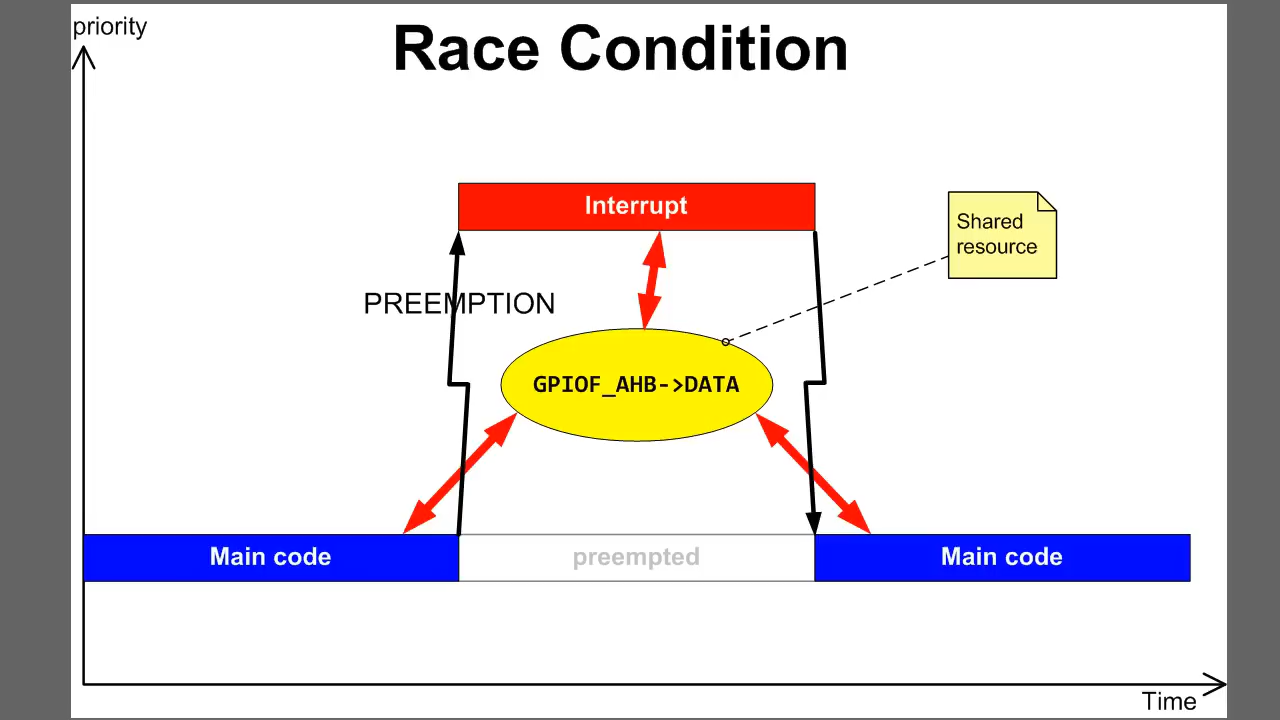 priority
Race Condition
Interrupt
Shared
resource
PREEMPTION
GPIOF_AHB->DATA
Main code
preempted
Main code
Time